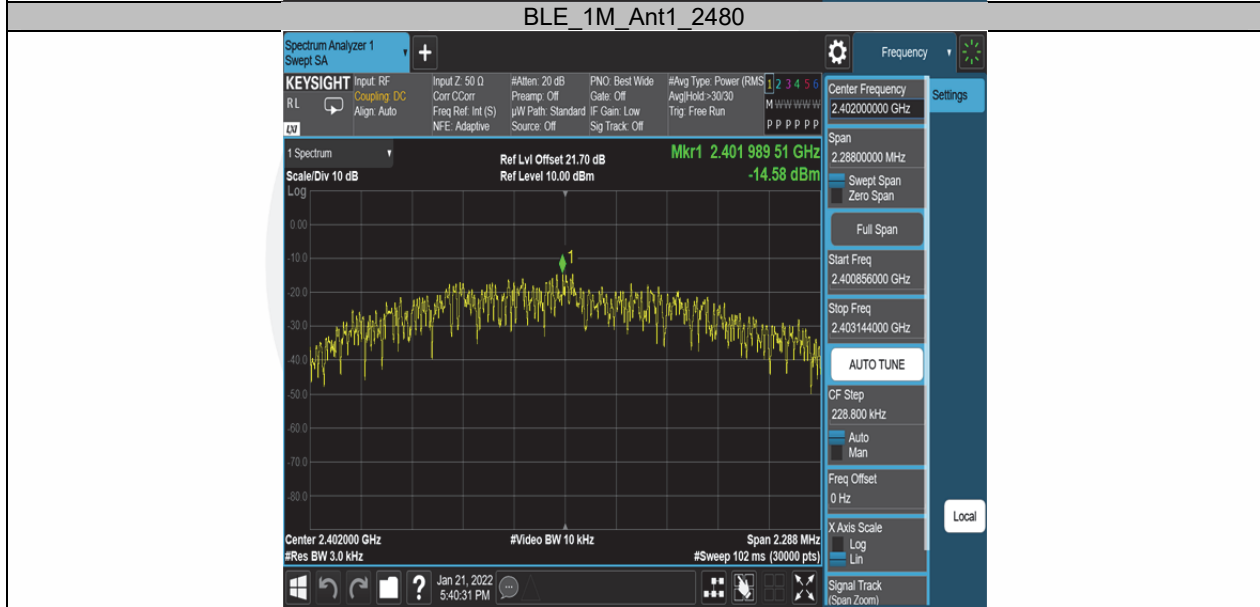 BLE_1M_Ant1_2480
Spectrum Analyzer 1
Swept SA
+
Frequency
KEYSIGHT
RL
LXI
Input: RF
Coupling: DC
Align: Auto
Input Z: 50 Ω
Corr CCorr
Freq Ref: Int (S)
NFE: Adaptive
#Atten: 20 dB
Preamp: Off
µW Path: Standard
Source: Off
PNO: Best Wide
Gate: Off
IF Gain: Low
Sig Track: Off
#Avg Type: Power (RMS
Avg|Hold:>30/30
Trig: Free Run
1 2 3 4 5 6
M W W W W W
P P P P P P
1 Spectrum
Scale/Div 10 dB
Ref Lvl Offset 21.70 dB
Ref Level 10.00 dBm
Mkr1 2.401 989 51 GHz
-14.58 dBm
Log
0.00
-10.0
-20.0
-30.0
-40.0
-50.0
-60.0
-70.0
-80.0
1
Center 2.402000 GHz
#Res BW 3.0 kHz
#Video BW 10 kHz
Span 2.288 MHz
#Sweep 102 ms (30000 pts)
?
Jan 21, 2022
5:40:31 PM
Center Frequency
2.402000000 GHz
Span
2.28800000 MHz
Swept Span
Zero Span
Full Span
Start Freq
2.400856000 GHz
Stop Freq
2.403144000 GHz
AUTO TUNE
CF Step
228.800 kHz
Auto
Man
Freq Offset
0 Hz
X Axis Scale
Log
Lin
Signal Track
(Span Zoom)
Settings
Local